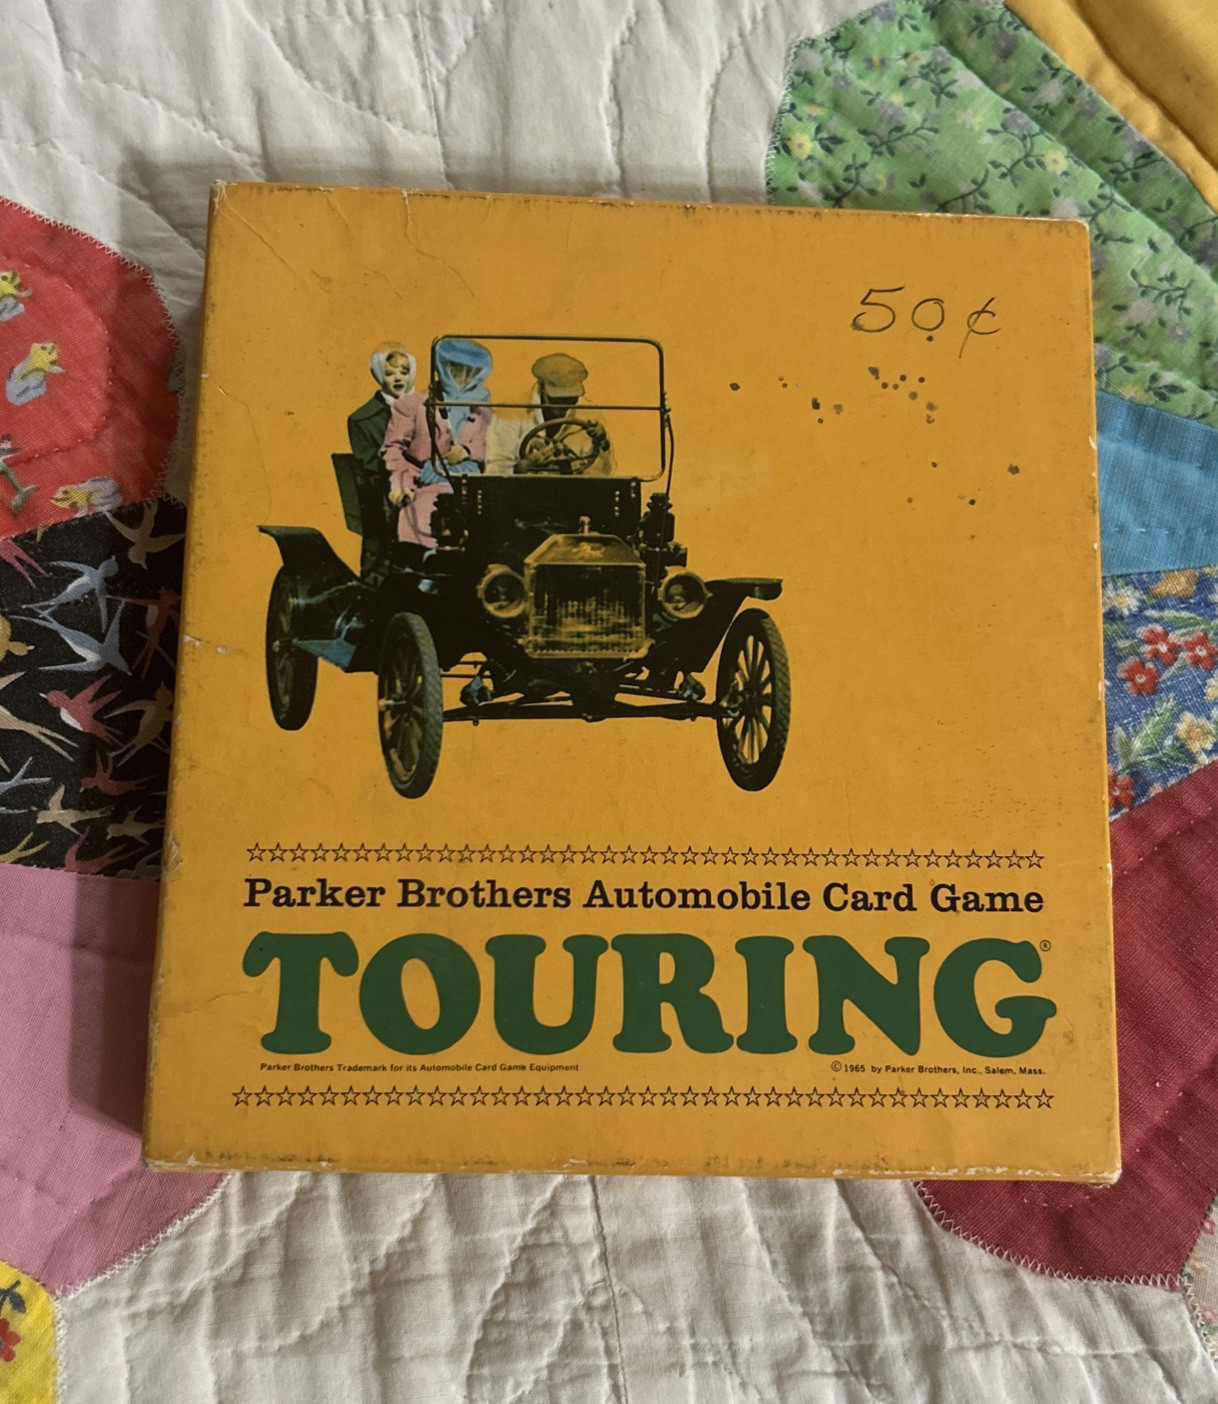 50¢
Ford
Parker Brothers Automobile Card Game
TOURING®
Parker Brothers Trademark for its Automobile Card Game Equipment
©1965 by Parker Brothers, Inc., Salem, Mass.